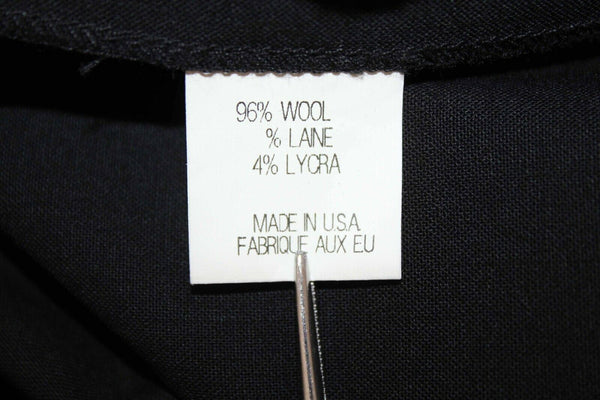 96% WOOL
% LAINE
4% LYCRA
MADE IN U.S.A
FABRIQUE AUX EU